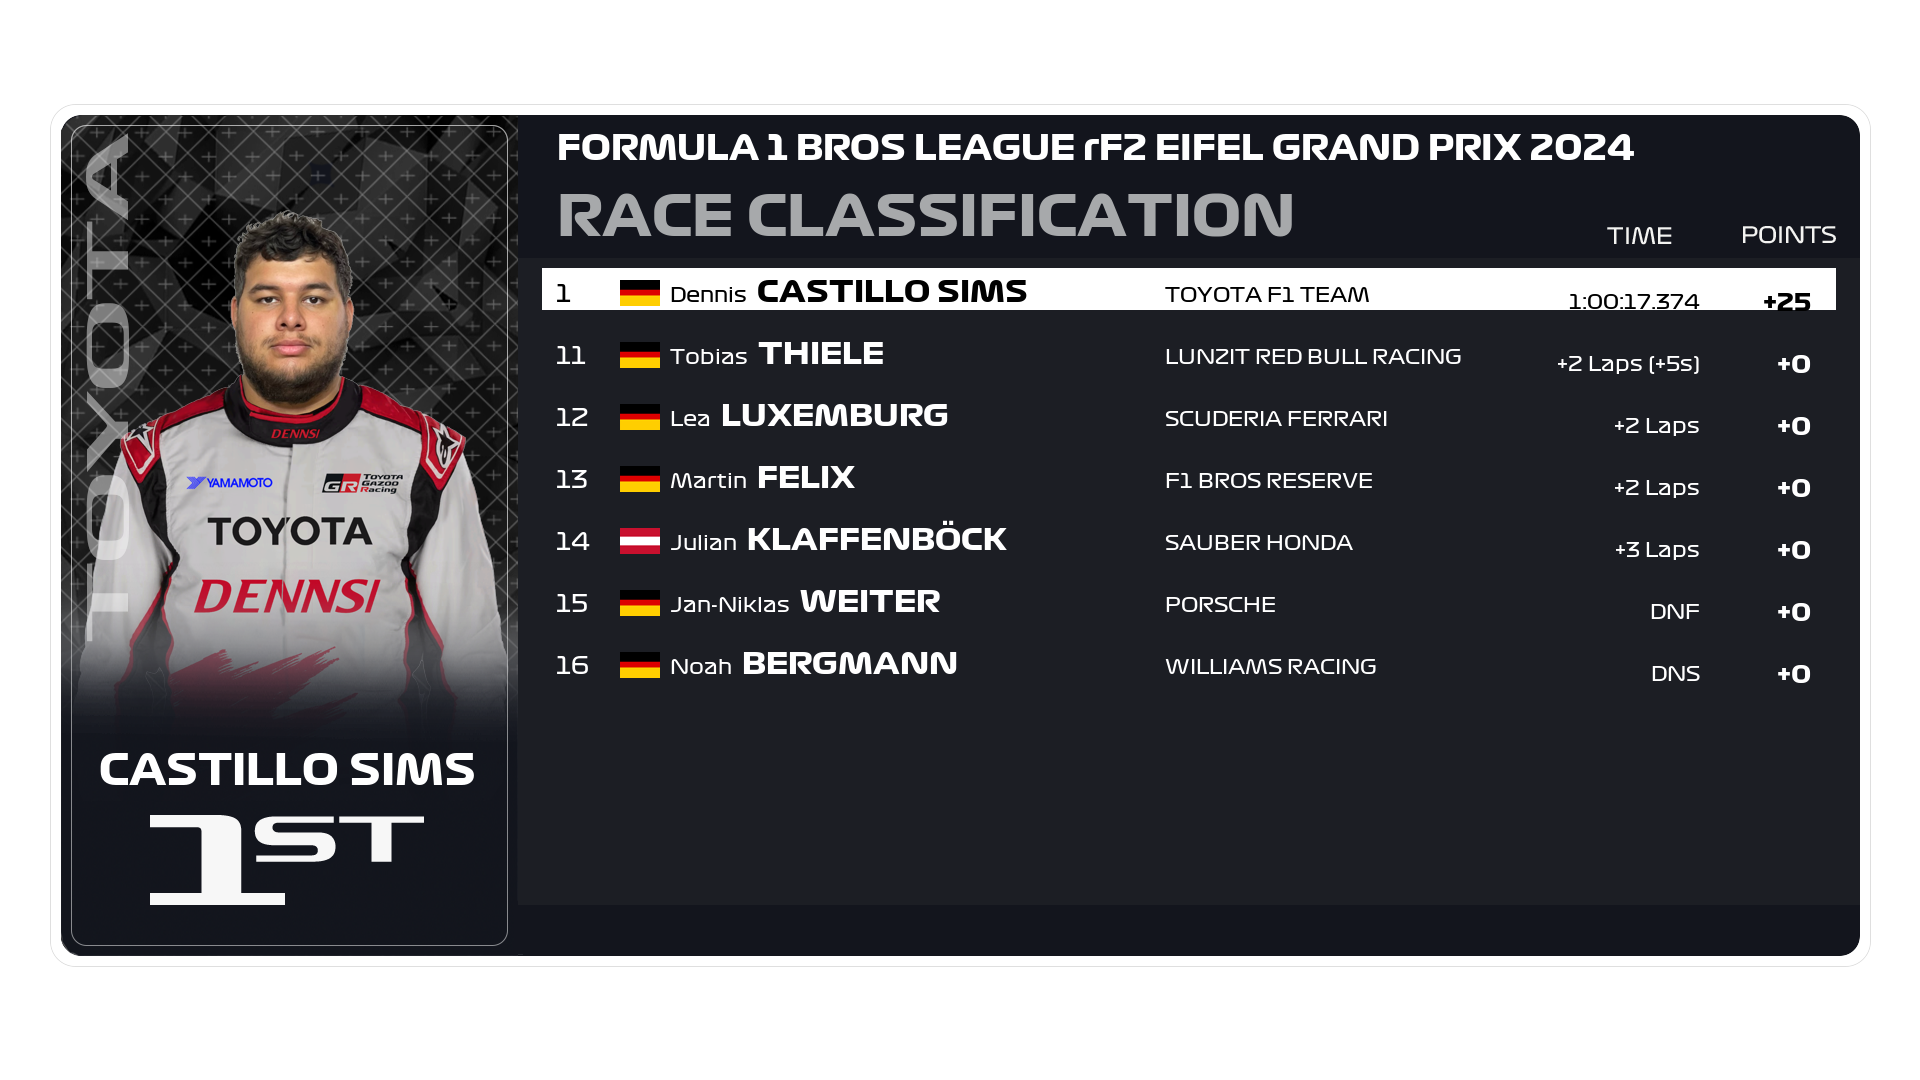 TOYOTA
DENNSI
YAMAMOTO
GR TOYOTA GAZOO Racing
TOYOTA
DENNSI
CASTILLO SIMS
1ST
FORMULA 1 BROS LEAGUE rF2 EIFEL GRAND PRIX 2024
RACE CLASSIFICATION
TIME POINTS
1 Dennis CASTILLO SIMS TOYOTA F1 TEAM 1:00:17.374 +25
11 Tobias THIELE LUNZIT RED BULL RACING +2 Laps (+5s) +0
12 Lea LUXEMBURG SCUDERIA FERRARI +2 Laps +0
13 Martin FELIX F1 BROS RESERVE +2 Laps +0
14 Julian KLAFFENBÖCK SAUBER HONDA +3 Laps +0
15 Jan-Niklas WEITER PORSCHE DNF +0
16 Noah BERGMANN WILLIAMS RACING DNS +0